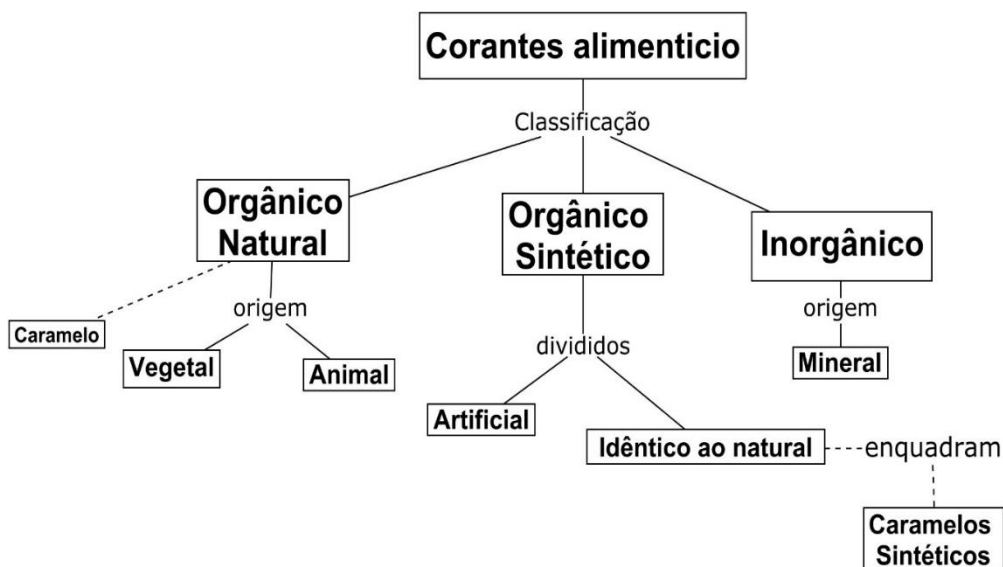 Corantes alimenticio
Classificação
Orgânico
Natural
Orgânico
Sintético
Inorgânico
origem
origem
Caramelo
divididos
Vegetal
Animal
Mineral
Artificial
Idêntico ao natural
enquadram
Caramelos
Sintéticos